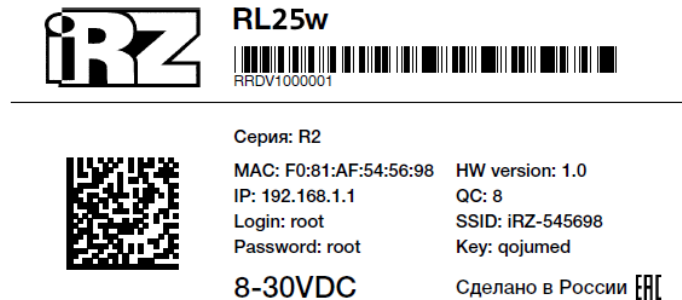 iRZ
RL25w
RRDV1000001
Серия: R2
MAC: F0:81:AF:54:56:98 HW version: 1.0
IP: 192.168.1.1 QC: 8
Login: root SSID: iRZ-545698
Password: root Key: qojumed
8-30VDC Сделано в России EAC